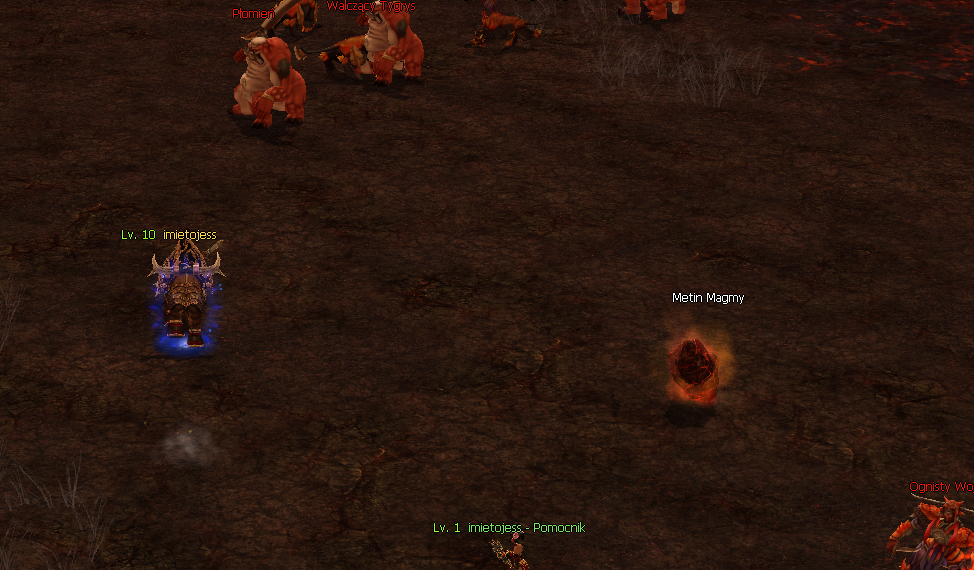 Walczący Tygrys
Płomień
Lv. 10 imietojess
Metin Magmy
Ognisty Wo
Lv. 1 imietojess - Pomocnik